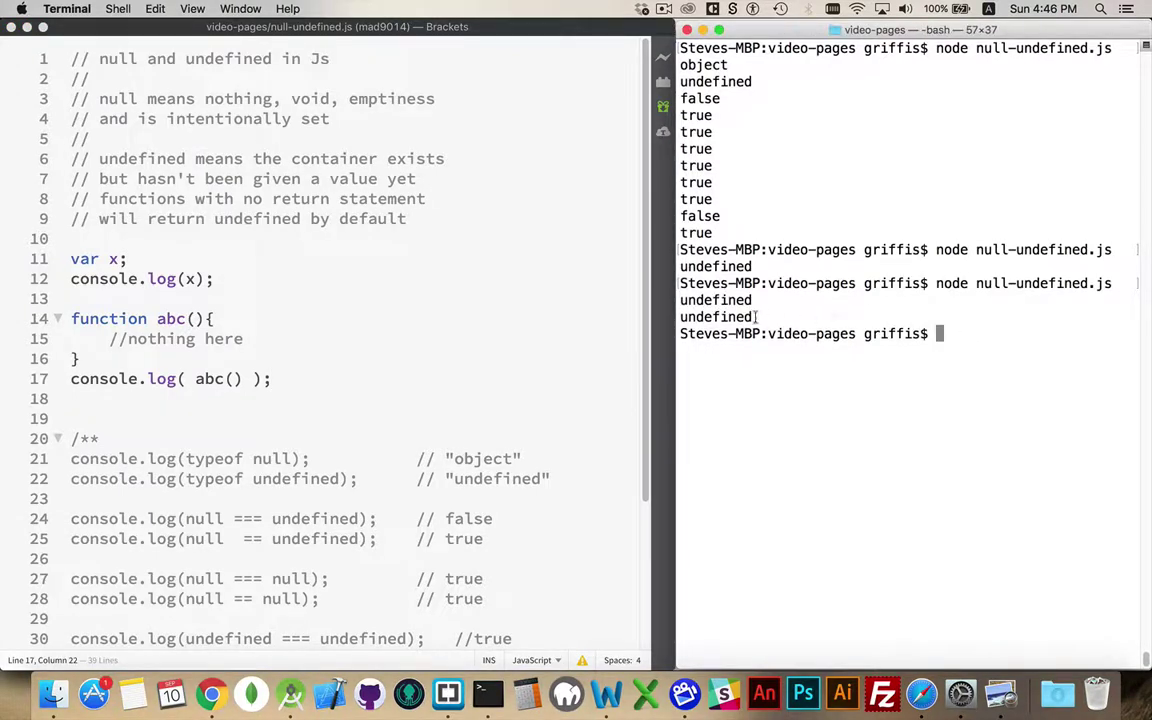 Terminal Shell Edit View Window Help 100% Sun 4:46 PM
video-pages/null-undefined.js (mad9014) — Brackets
1 // null and undefined in Js
2 //
3 // null means nothing, void, emptiness
4 // and is intentionally set
5 //
6 // undefined means the container exists
7 // but hasn't been given a value yet
8 // functions with no return statement
9 // will return undefined by default
10
11 var x;
12 console.log(x);
13
14 function abc(){
15 //nothing here
16 }
17 console.log( abc() );
18
19
20 /**
21 console.log(typeof null); // "object"
22 console.log(typeof undefined); // "undefined"
23
24 console.log(null === undefined); // false
25 console.log(null == undefined); // true
26
27 console.log(null === null); // true
28 console.log(null == null); // true
29
30 console.log(undefined === undefined); //true
Line 17, Column 22 — 39 Lines INS JavaScript Spaces: 4
video-pages — -bash — 57×37
Steves-MBP:video-pages griffis$ node null-undefined.js
object
undefined
false
true
true
true
true
true
true
false
true
Steves-MBP:video-pages griffis$ node null-undefined.js
undefined
Steves-MBP:video-pages griffis$ node null-undefined.js
undefined
undefined
Steves-MBP:video-pages griffis$
SEP
10
An Ps Ai Fz